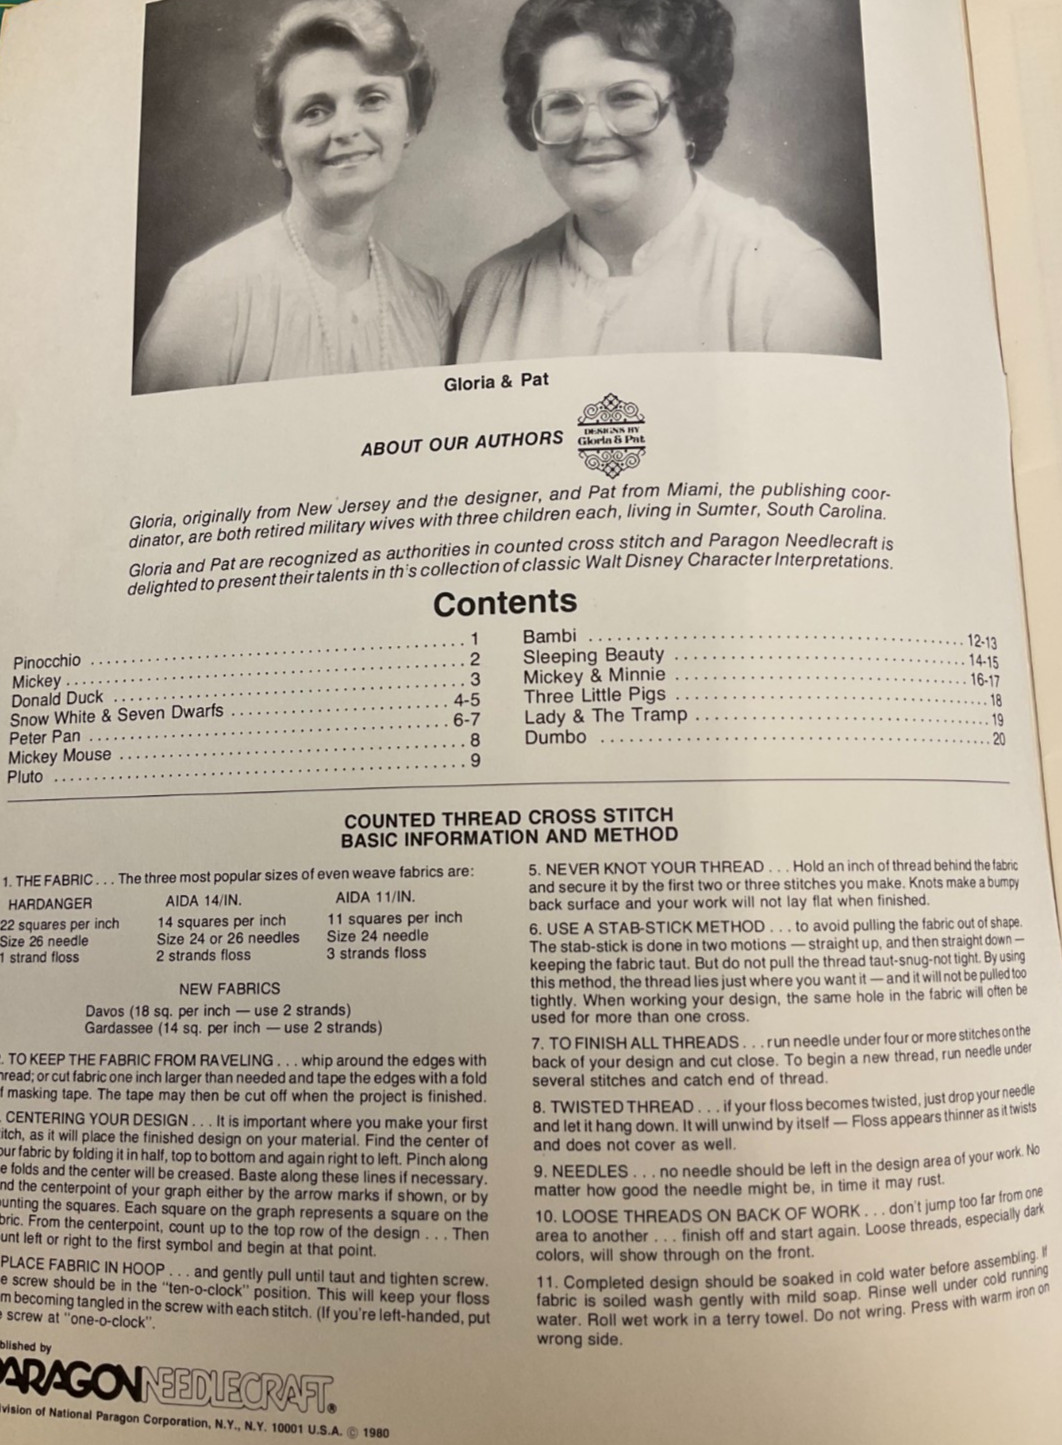 Gloria & Pat
ABOUT OUR AUTHORS
DESIGNS BY
Gloria & Pat
Gloria, originally from New Jersey and the designer, and Pat from Miami, the publishing coor-
dinator, are both retired military wives with three children each, living in Sumter, South Carolina.
Gloria and Pat are recognized as authorities in counted cross stitch and Paragon Needlecraft is
delighted to present their talents in th's collection of classic Walt Disney Character Interpretations.
Contents
Pinocchio 1
Mickey 2
Donald Duck 3
Snow White & Seven Dwarfs 4-5
Peter Pan 6-7
Mickey Mouse 8
Pluto 9
Bambi 12-13
Sleeping Beauty 14-15
Mickey & Minnie 16-17
Three Little Pigs 18
Lady & The Tramp 19
Dumbo 20
COUNTED THREAD CROSS STITCH
BASIC INFORMATION AND METHOD
1. THE FABRIC . . . The three most popular sizes of even weave fabrics are:
HARDANGER
22 squares per inch
Size 26 needle
1 strand floss
AIDA 14/IN.
14 squares per inch
Size 24 or 26 needles
2 strands floss
AIDA 11/IN.
11 squares per inch
Size 24 needle
3 strands floss
NEW FABRICS
Davos (18 sq. per inch — use 2 strands)
Gardassee (14 sq. per inch — use 2 strands)
. TO KEEP THE FABRIC FROM RAVELING . . . whip around the edges with
hread; or cut fabric one inch larger than needed and tape the edges with a fold
f masking tape. The tape may then be cut off when the project is finished.
. CENTERING YOUR DESIGN . . . It is important where you make your first
itch, as it will place the finished design on your material. Find the center of
our fabric by folding it in half, top to bottom and again right to left. Pinch along
e folds and the center will be creased. Baste along these lines if necessary.
nd the centerpoint of your graph either by the arrow marks if shown, or by
unting the squares. Each square on the graph represents a square on the
bric. From the centerpoint, count up to the top row of the design . . . Then
unt left or right to the first symbol and begin at that point.
PLACE FABRIC IN HOOP . . . and gently pull until taut and tighten screw.
e screw should be in the "ten-o-clock" position. This will keep your floss
m becoming tangled in the screw with each stitch. (If you're left-handed, put
screw at "one-o-clock".
5. NEVER KNOT YOUR THREAD . . . Hold an inch of thread behind the fabric
and secure it by the first two or three stitches you make. Knots make a bumpy
back surface and your work will not lay flat when finished.
6. USE A STAB-STICK METHOD . . . to avoid pulling the fabric out of shape.
The stab-stick is done in two motions — straight up, and then straight down —
keeping the fabric taut. But do not pull the thread taut-snug-not tight. By using
this method, the thread lies just where you want it — and it will not be pulled too
tightly. When working your design, the same hole in the fabric will often be
used for more than one cross.
7. TO FINISH ALL THREADS . . . run needle under four or more stitches on the
back of your design and cut close. To begin a new thread, run needle under
several stitches and catch end of thread.
8. TWISTED THREAD . . . if your floss becomes twisted, just drop your needle
and let it hang down. It will unwind by itself — Floss appears thinner as it twists
and does not cover as well.
9. NEEDLES . . . no needle should be left in the design area of your work. No
matter how good the needle might be, in time it may rust.
10. LOOSE THREADS ON BACK OF WORK . . . don't jump too far from one
area to another . . . finish off and start again. Loose threads, especially dark
colors, will show through on the front.
11. Completed design should be soaked in cold water before assembling. If
fabric is soiled wash gently with mild soap. Rinse well under cold running
water. Roll wet work in a terry towel. Do not wring. Press with warm iron on
wrong side.
blished by
PARAGON NEEDLECRAFT®
ivision of National Paragon Corporation, N.Y., N.Y. 10001 U.S.A. © 1980